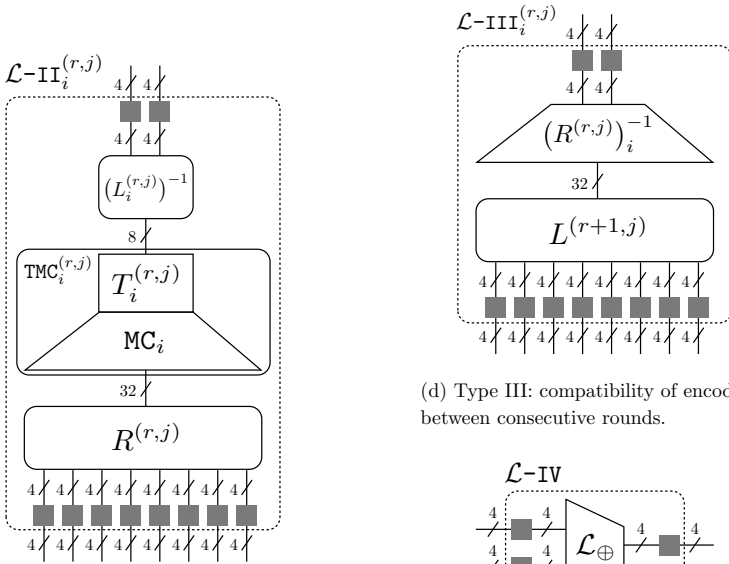 𝓛-II_i^{(r,j)}
4 4
4 4
(L_i^{(r,j)})^{-1}
8
TMC_i^{(r,j)}
T_i^{(r,j)}
MC_i
32
R^{(r,j)}
4 4 4 4 4 4 4 4
4 4 4 4 4 4 4 4
𝓛-III_i^{(r,j)}
4 4
4 4
(R^{(r,j)})_i^{-1}
32
L^{(r+1,j)}
4 4 4 4 4 4 4 4
4 4 4 4 4 4 4 4
(d) Type III: compatibility of encod
between consecutive rounds.
𝓛-IV
4 4
4 4
𝓛_⊕
4 4